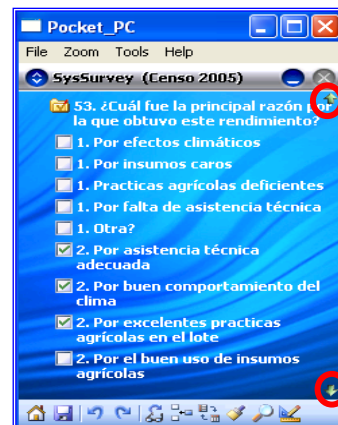 Pocket_PC
File Zoom Tools Help
SysSurvey (Censo 2005)
53. ¿Cuál fue la principal razón por
la que obtuvo este rendimiento?
1. Por efectos climáticos
1. Por insumos caros
1. Practicas agrícolas deficientes
1. Por falta de asistencia técnica
1. Otra?
2. Por asistencia técnica
adecuada
2. Por buen comportamiento del
clima
2. Por excelentes practicas
agrícolas en el lote
2. Por el buen uso de insumos
agrícolas